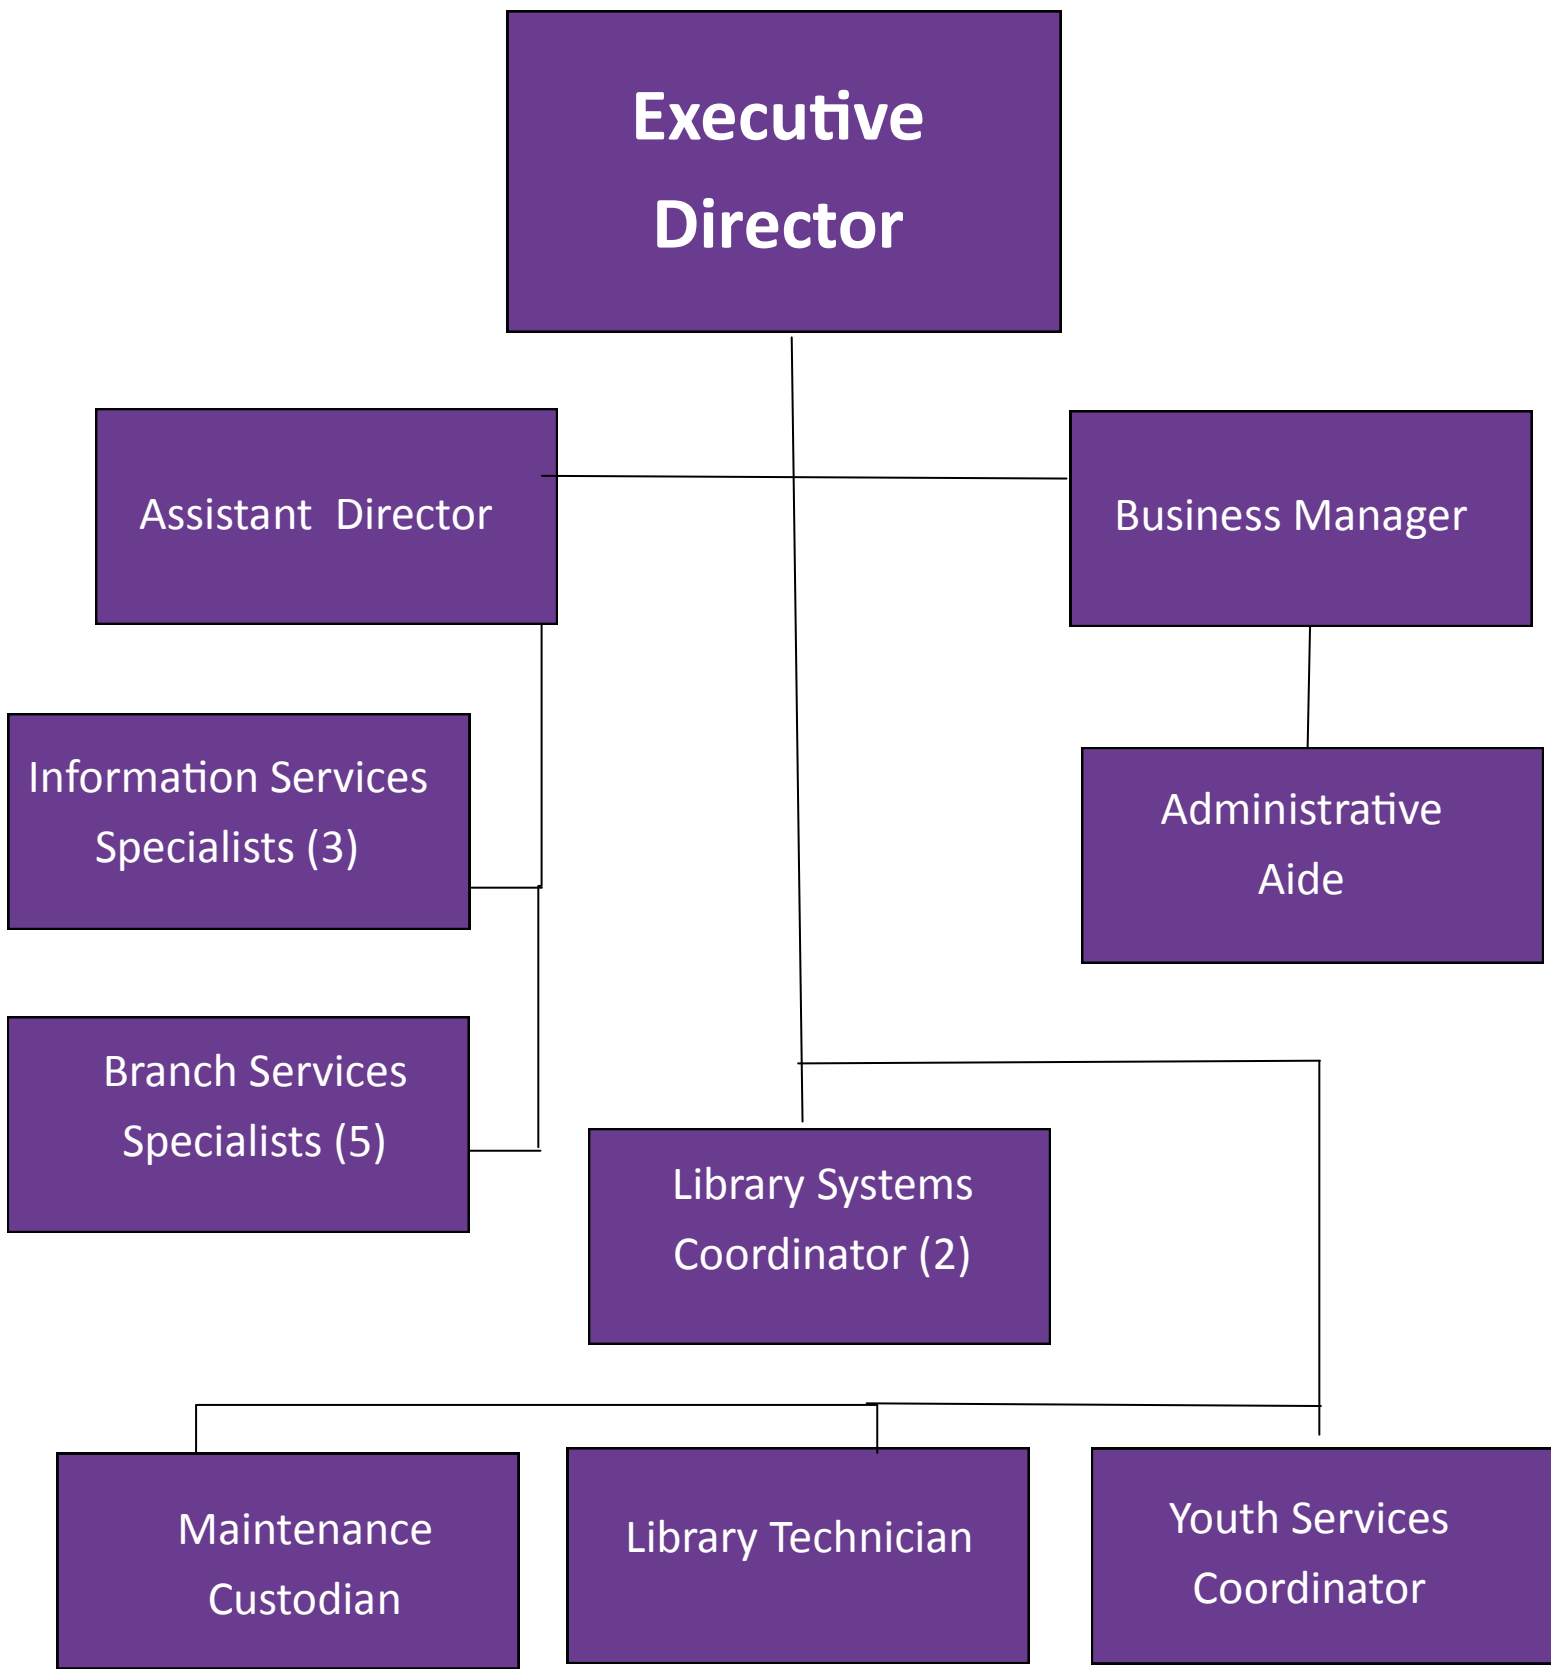 Executive
Director
Assistant  Director
Business Manager
Information Services
Specialists (3)
Administrative
Aide
Branch Services
Specialists (5)
Library Systems
Coordinator (2)
Maintenance
Custodian
Library Technician
Youth Services
Coordinator